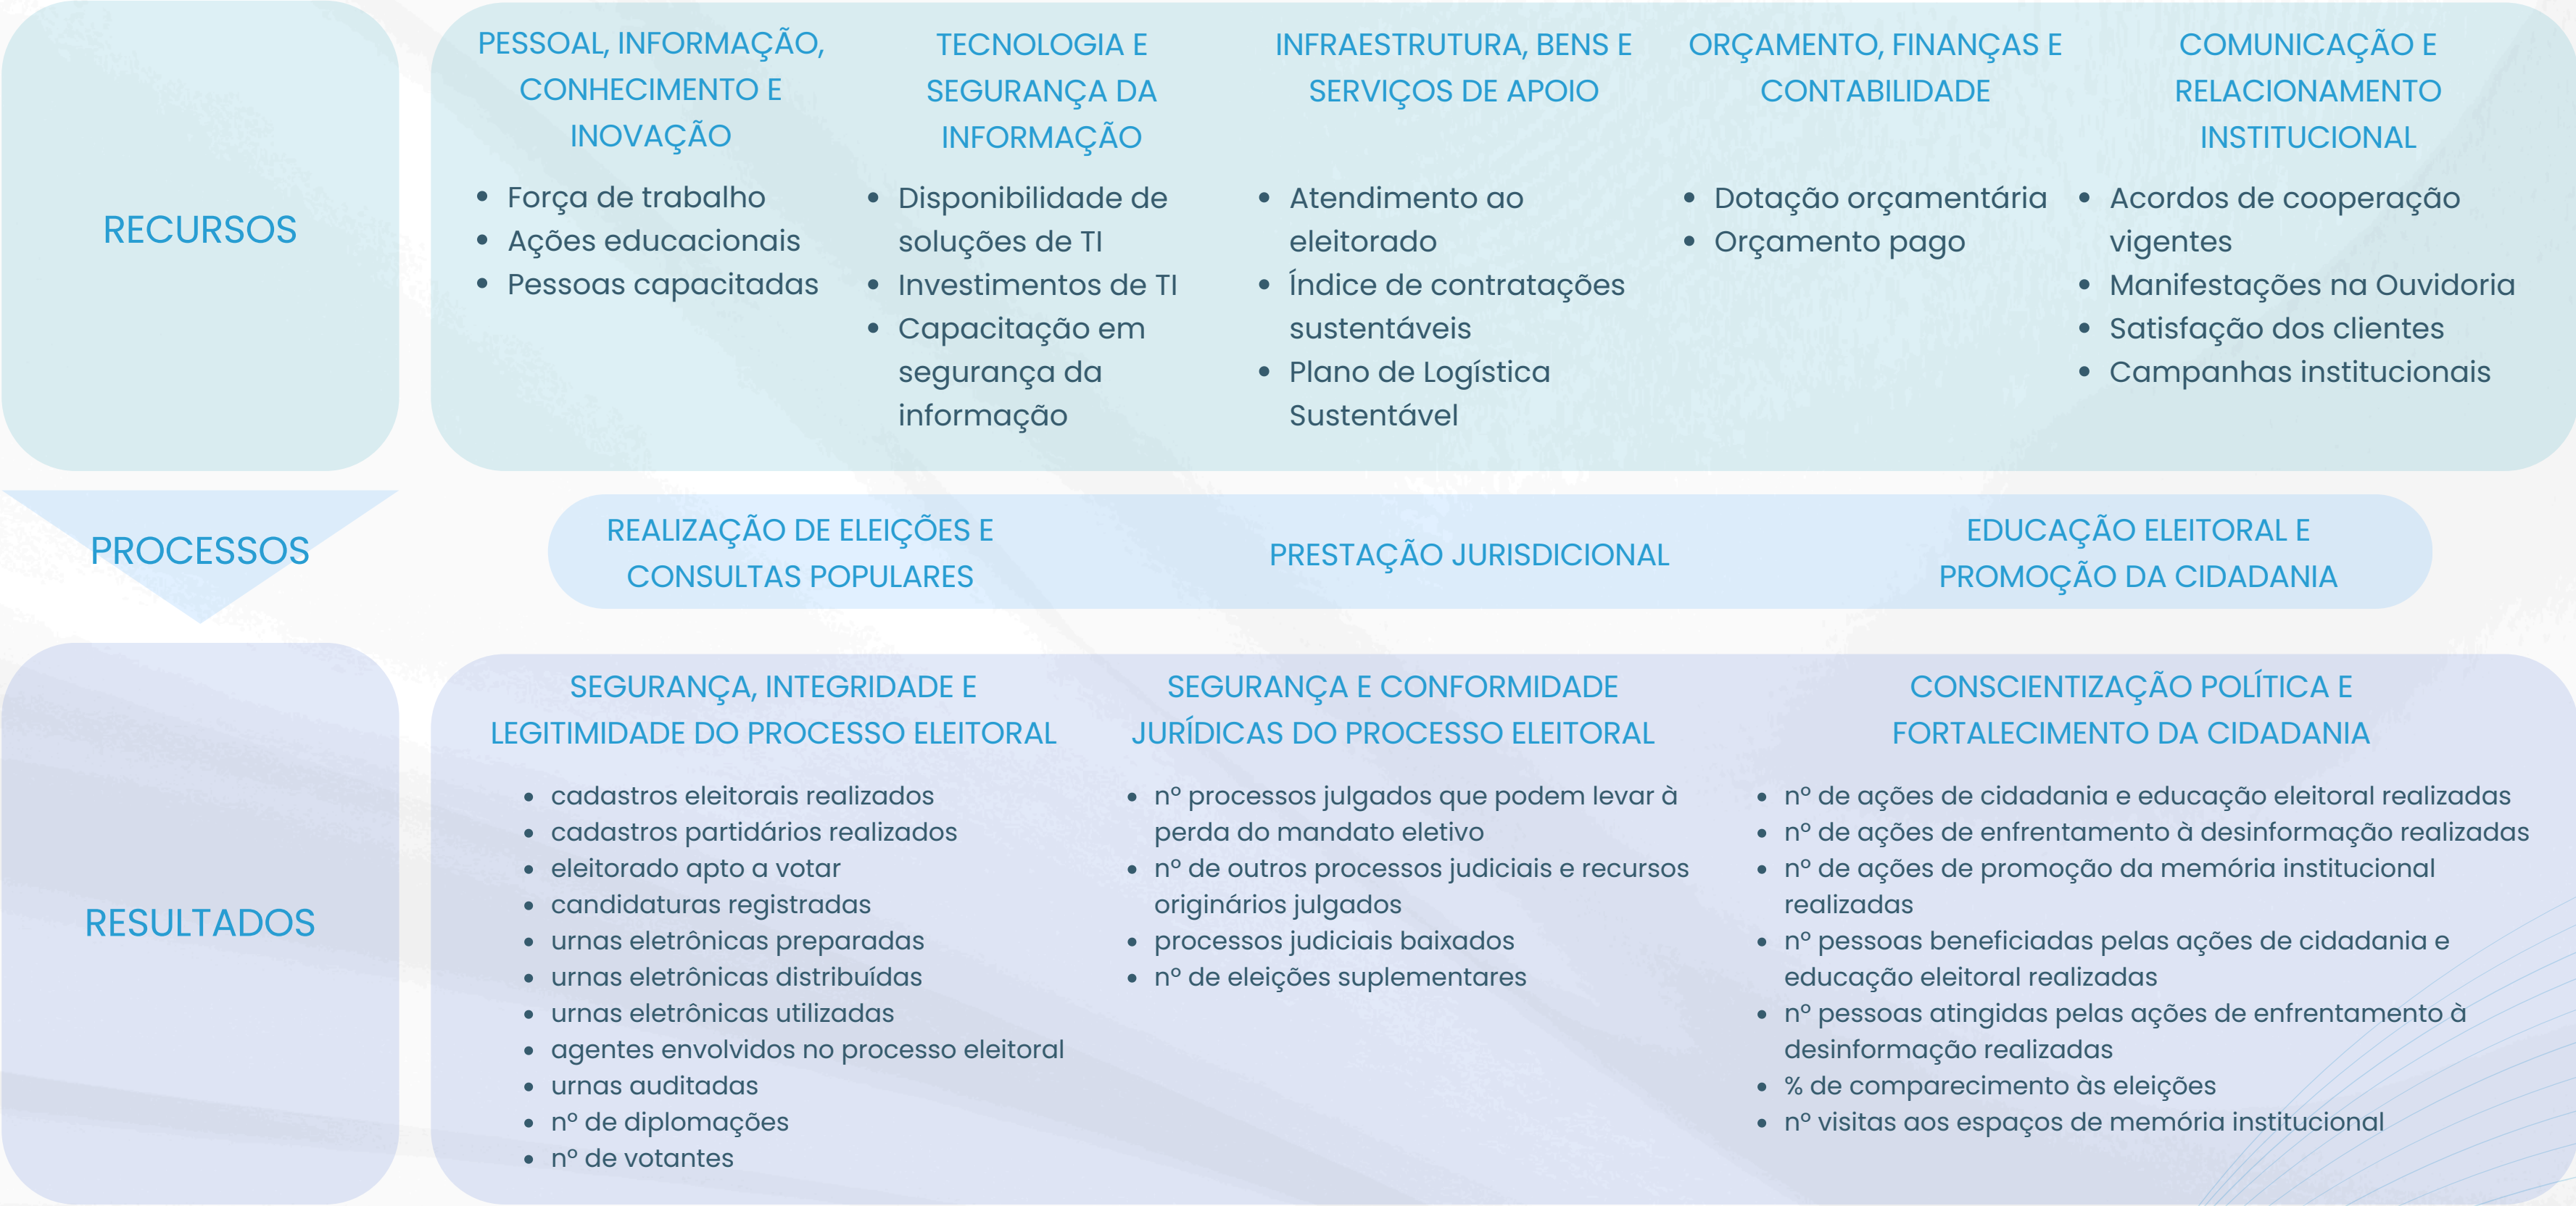 RECURSOS
PESSOAL, INFORMAÇÃO,
CONHECIMENTO E
INOVAÇÃO
• Força de trabalho
• Ações educacionais
• Pessoas capacitadas
TECNOLOGIA E
SEGURANÇA DA
INFORMAÇÃO
• Disponibilidade de
soluções de TI
• Investimentos de TI
• Capacitação em
segurança da
informação
INFRAESTRUTURA, BENS E
SERVIÇOS DE APOIO
• Atendimento ao
eleitorado
• Índice de contratações
sustentáveis
• Plano de Logística
Sustentável
ORÇAMENTO, FINANÇAS E
CONTABILIDADE
• Dotação orçamentária
• Orçamento pago
COMUNICAÇÃO E
RELACIONAMENTO
INSTITUCIONAL
• Acordos de cooperação
vigentes
• Manifestações na Ouvidoria
• Satisfação dos clientes
• Campanhas institucionais
PROCESSOS
REALIZAÇÃO DE ELEIÇÕES E
CONSULTAS POPULARES
PRESTAÇÃO JURISDICIONAL
EDUCAÇÃO ELEITORAL E
PROMOÇÃO DA CIDADANIA
RESULTADOS
SEGURANÇA, INTEGRIDADE E
LEGITIMIDADE DO PROCESSO ELEITORAL
• cadastros eleitorais realizados
• cadastros partidários realizados
• eleitorado apto a votar
• candidaturas registradas
• urnas eletrônicas preparadas
• urnas eletrônicas distribuídas
• urnas eletrônicas utilizadas
• agentes envolvidos no processo eleitoral
• urnas auditadas
• nº de diplomações
• nº de votantes
SEGURANÇA E CONFORMIDADE
JURÍDICAS DO PROCESSO ELEITORAL
• nº processos julgados que podem levar à
perda do mandato eletivo
• nº de outros processos judiciais e recursos
originários julgados
• processos judiciais baixados
• nº de eleições suplementares
CONSCIENTIZAÇÃO POLÍTICA E
FORTALECIMENTO DA CIDADANIA
• nº de ações de cidadania e educação eleitoral realizadas
• nº de ações de enfrentamento à desinformação realizadas
• nº de ações de promoção da memória institucional
realizadas
• nº pessoas beneficiadas pelas ações de cidadania e
educação eleitoral realizadas
• nº pessoas atingidas pelas ações de enfrentamento à
desinformação realizadas
• % de comparecimento às eleições
• nº visitas aos espaços de memória institucional